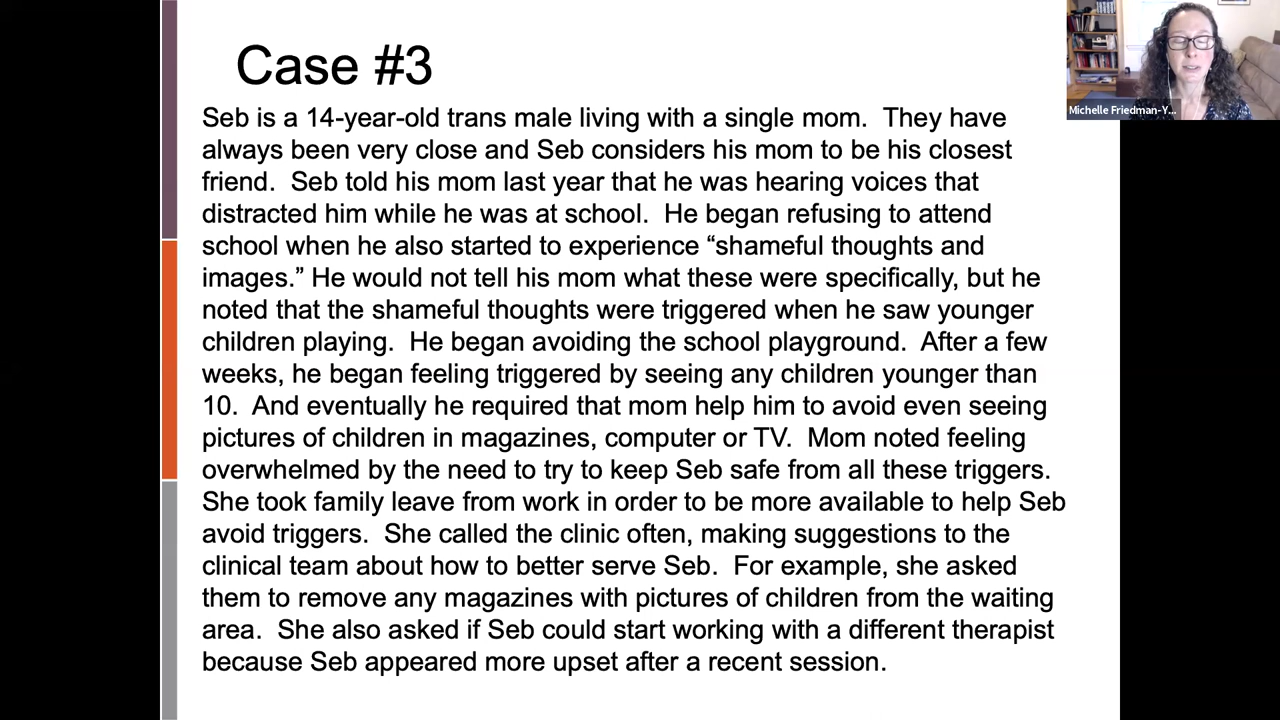 Case #3
Seb is a 14-year-old trans male living with a single mom.  They have
always been very close and Seb considers his mom to be his closest
friend.  Seb told his mom last year that he was hearing voices that
distracted him while he was at school.  He began refusing to attend
school when he also started to experience “shameful thoughts and
images.” He would not tell his mom what these were specifically, but he
noted that the shameful thoughts were triggered when he saw younger
children playing.  He began avoiding the school playground.  After a few
weeks, he began feeling triggered by seeing any children younger than
10.  And eventually he required that mom help him to avoid even seeing
pictures of children in magazines, computer or TV.  Mom noted feeling
overwhelmed by the need to try to keep Seb safe from all these triggers.
She took family leave from work in order to be more available to help Seb
avoid triggers.  She called the clinic often, making suggestions to the
clinical team about how to better serve Seb.  For example, she asked
them to remove any magazines with pictures of children from the waiting
area.  She also asked if Seb could start working with a different therapist
because Seb appeared more upset after a recent session.
Michelle Friedman-Y...